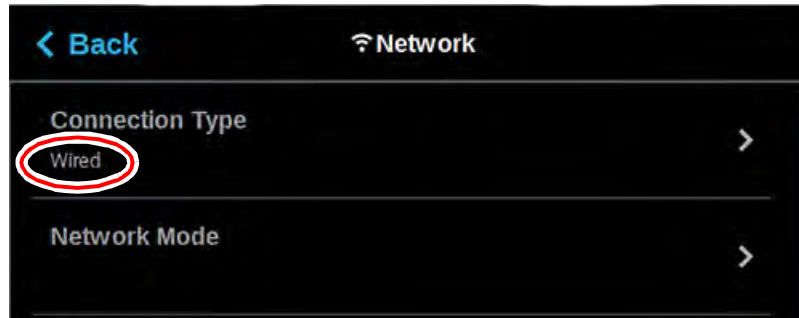 Back
Network
Connection Type
Wired
Network Mode